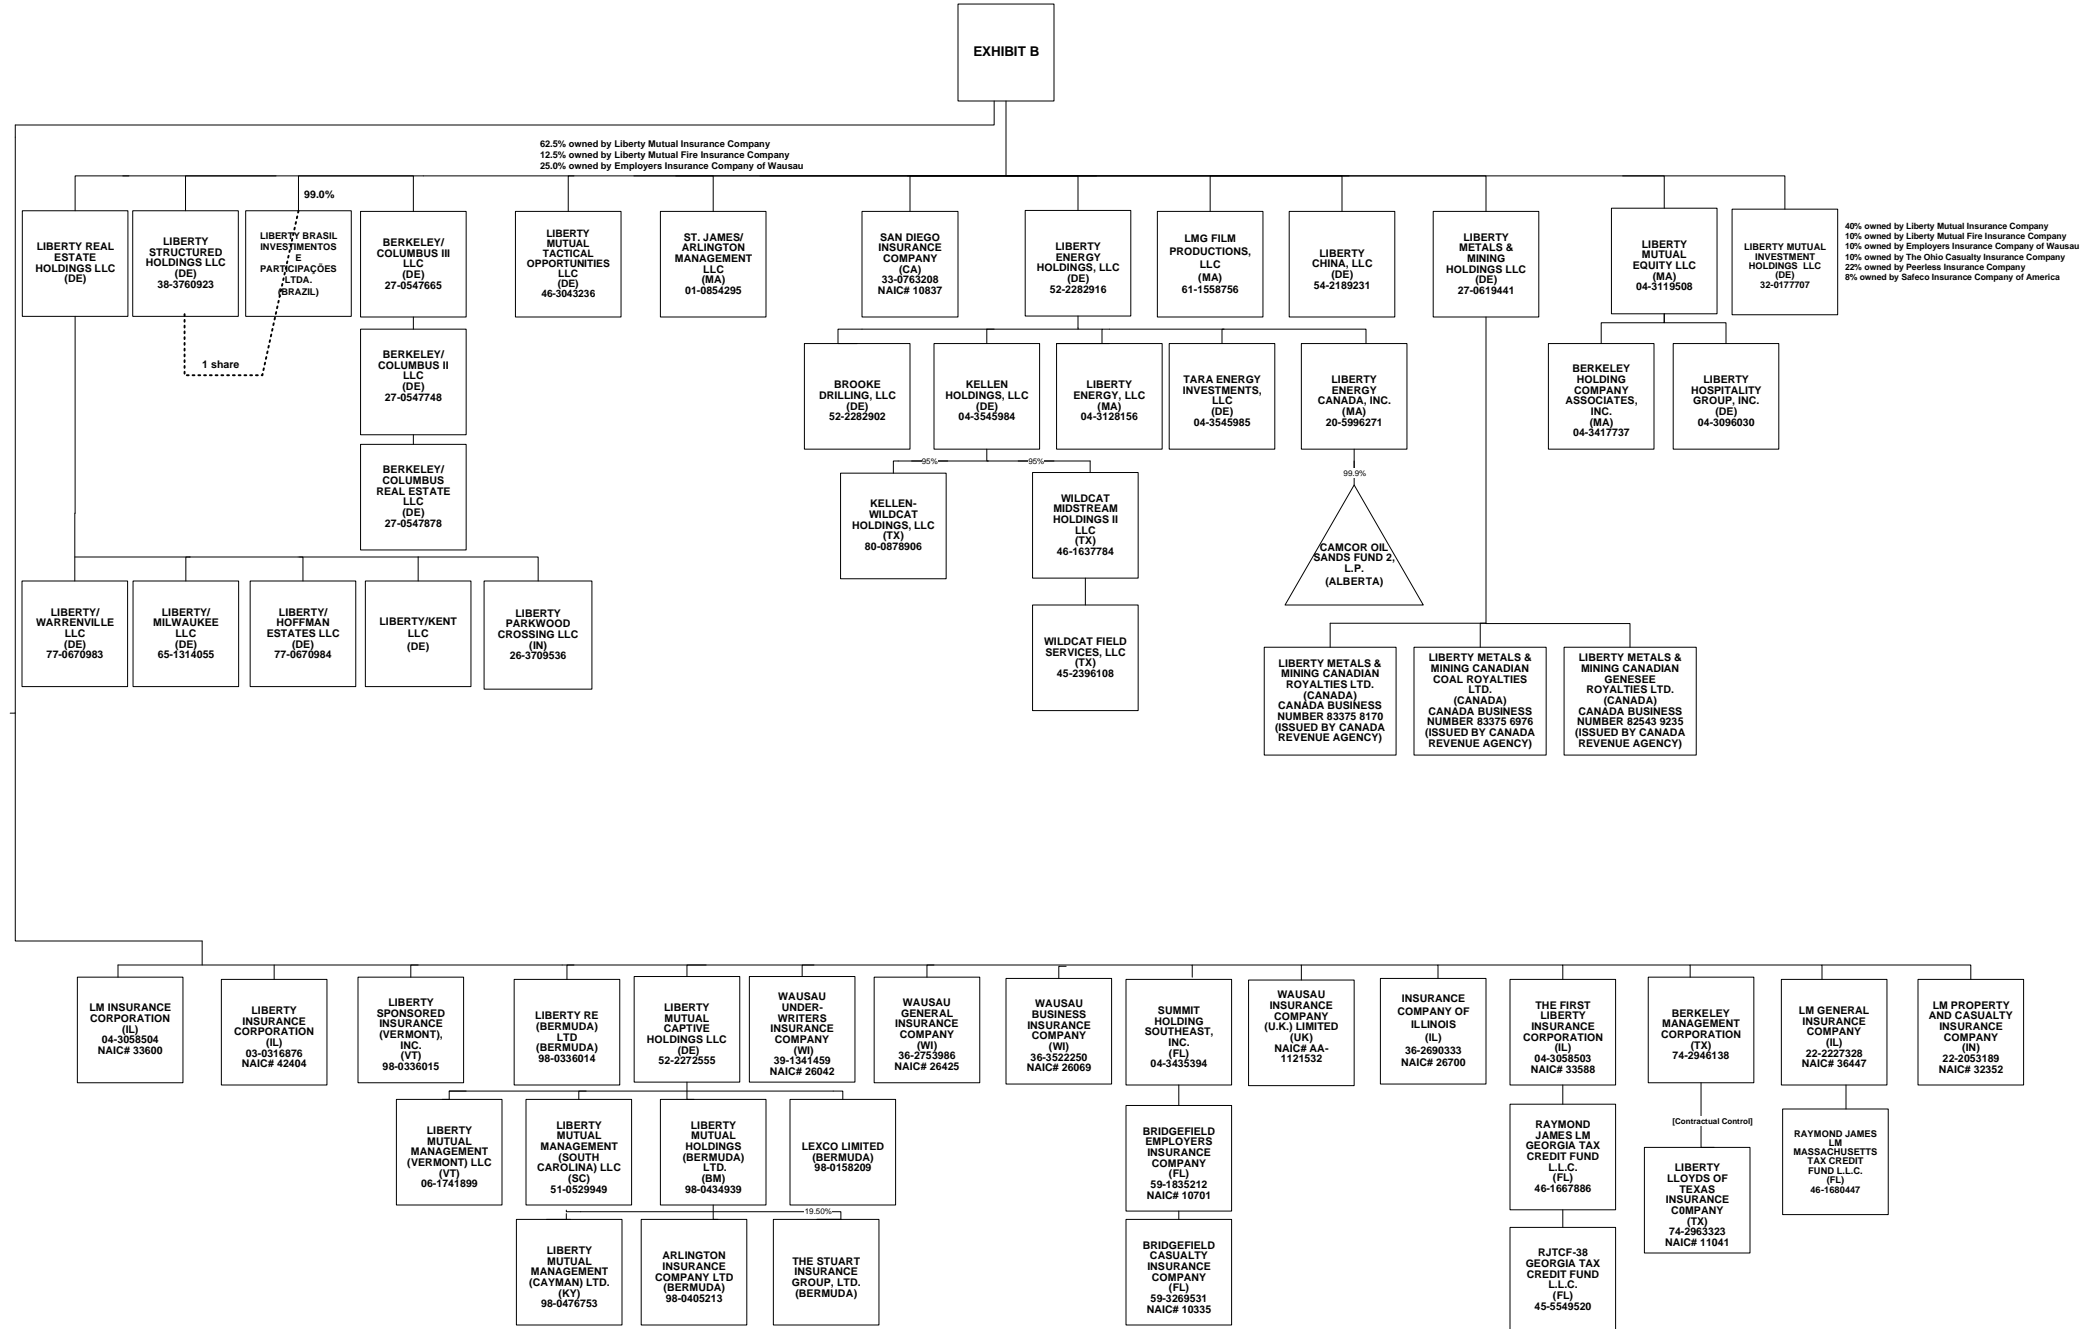 EXHIBIT B
62.5% owned by Liberty Mutual Insurance Company
12.5% owned by Liberty Mutual Fire Insurance Company
25.0% owned by Employers Insurance Company of Wausau
99.0%
LIBERTY REAL
ESTATE
HOLDINGS LLC
(DE)
LIBERTY
STRUCTURED
HOLDINGS LLC
(DE)
38-3760923
LIBERTY BRASIL
INVESTIMENTOS
E
PARTICIPAÇÕES
LTDA.
(BRAZIL)
BERKELEY/
COLUMBUS III
LLC
(DE)
27-0547665
LIBERTY
MUTUAL
TACTICAL
OPPORTUNITIES
LLC
(DE)
46-3043236
ST. JAMES/
ARLINGTON
MANAGEMENT
LLC
(MA)
01-0854295
SAN DIEGO
INSURANCE
COMPANY
(CA)
33-0763208
NAIC# 10837
LIBERTY
ENERGY
HOLDINGS, LLC
(DE)
52-2282916
LMG FILM
PRODUCTIONS,
LLC
(MA)
61-1558756
LIBERTY
CHINA, LLC
(DE)
54-2189231
LIBERTY
METALS &
MINING
HOLDINGS LLC
(DE)
27-0619441
LIBERTY
MUTUAL
EQUITY LLC
(MA)
04-3119508
LIBERTY MUTUAL
INVESTMENT
HOLDINGS LLC
(DE)
32-0177707
40% owned by Liberty Mutual Insurance Company
10% owned by Liberty Mutual Fire Insurance Company
10% owned by Employers Insurance Company of Wausau
10% owned by The Ohio Casualty Insurance Company
22% owned by Peerless Insurance Company
8% owned by Safeco Insurance Company of America
1 share
BERKELEY/
COLUMBUS II
LLC
(DE)
27-0547748
BROOKE
DRILLING, LLC
(DE)
52-2282902
KELLEN
HOLDINGS, LLC
(DE)
04-3545984
LIBERTY
ENERGY, LLC
(MA)
04-3128156
TARA ENERGY
INVESTMENTS,
LLC
(DE)
04-3545985
LIBERTY
ENERGY
CANADA, INC.
(MA)
20-5996271
BERKELEY
HOLDING
COMPANY
ASSOCIATES,
INC.
(MA)
04-3417737
LIBERTY
HOSPITALITY
GROUP, INC.
(DE)
04-3096030
BERKELEY/
COLUMBUS
REAL ESTATE
LLC
(DE)
27-0547878
95%
95%
99.9%
KELLEN-
WILDCAT
HOLDINGS, LLC
(TX)
80-0878906
WILDCAT
MIDSTREAM
HOLDINGS II
LLC
(TX)
46-1637784
CAMCOR OIL
SANDS FUND 2,
L.P.
(ALBERTA)
LIBERTY/
WARRENVILLE
LLC
(DE)
77-0670983
LIBERTY/
MILWAUKEE
LLC
(DE)
65-1314055
LIBERTY/
HOFFMAN
ESTATES LLC
(DE)
77-0670984
LIBERTY/KENT
LLC
(DE)
LIBERTY
PARKWOOD
CROSSING LLC
(IN)
26-3709536
WILDCAT FIELD
SERVICES, LLC
(TX)
45-2396108
LIBERTY METALS &
MINING CANADIAN
ROYALTIES LTD.
(CANADA)
CANADA BUSINESS
NUMBER 83375 8170
(ISSUED BY CANADA
REVENUE AGENCY)
LIBERTY METALS &
MINING CANADIAN
COAL ROYALTIES
LTD.
(CANADA)
CANADA BUSINESS
NUMBER 83375 6976
(ISSUED BY CANADA
REVENUE AGENCY)
LIBERTY METALS &
MINING CANADIAN
GENESEE
ROYALTIES LTD.
(CANADA)
CANADA BUSINESS
NUMBER 82543 9235
(ISSUED BY CANADA
REVENUE AGENCY)
LM INSURANCE
CORPORATION
(IL)
04-3058504
NAIC# 33600
LIBERTY
INSURANCE
CORPORATION
(IL)
03-0316876
NAIC# 42404
LIBERTY
SPONSORED
INSURANCE
(VERMONT),
INC.
(VT)
98-0336015
LIBERTY RE
(BERMUDA)
LTD
(BERMUDA)
98-0336014
LIBERTY
MUTUAL
CAPTIVE
HOLDINGS LLC
(DE)
52-2272555
WAUSAU
UNDER-
WRITERS
INSURANCE
COMPANY
(WI)
39-1341459
NAIC# 26042
WAUSAU
GENERAL
INSURANCE
COMPANY
(WI)
36-2753986
NAIC# 26425
WAUSAU
BUSINESS
INSURANCE
COMPANY
(WI)
36-3522250
NAIC# 26069
SUMMIT
HOLDING
SOUTHEAST,
INC.
(FL)
04-3435394
WAUSAU
INSURANCE
COMPANY
(U.K.) LIMITED
(UK)
NAIC# AA-
1121532
INSURANCE
COMPANY OF
ILLINOIS
(IL)
36-2690333
NAIC# 26700
THE FIRST
LIBERTY
INSURANCE
CORPORATION
(IL)
04-3058503
NAIC# 33588
BERKELEY
MANAGEMENT
CORPORATION
(TX)
74-2946138
LM GENERAL
INSURANCE
COMPANY
(IL)
22-2227328
NAIC# 36447
LM PROPERTY
AND CASUALTY
INSURANCE
COMPANY
(IN)
22-2053189
NAIC# 32352
LIBERTY
MUTUAL
MANAGEMENT
(VERMONT) LLC
(VT)
06-1741899
LIBERTY
MUTUAL
MANAGEMENT
(SOUTH
CAROLINA) LLC
(SC)
51-0529949
LIBERTY
MUTUAL
HOLDINGS
(BERMUDA)
LTD.
(BM)
98-0434939
LEXCO LIMITED
(BERMUDA)
98-0158209
BRIDGEFIELD
EMPLOYERS
INSURANCE
COMPANY
(FL)
59-1835212
NAIC# 10701
RAYMOND
JAMES LM
GEORGIA TAX
CREDIT FUND
L.L.C.
(FL)
46-1667886
[Contractual Control]
LIBERTY
LLOYDS OF
TEXAS
INSURANCE
C0MPANY
(TX)
74-2963323
NAIC# 11041
RAYMOND JAMES
LM
MASSACHUSETTS
TAX CREDIT
FUND L.L.C.
(FL)
46-1680447
19.50%
LIBERTY
MUTUAL
MANAGEMENT
(CAYMAN) LTD.
(KY)
98-0476753
ARLINGTON
INSURANCE
COMPANY LTD
(BERMUDA)
98-0405213
THE STUART
INSURANCE
GROUP, LTD.
(BERMUDA)
BRIDGEFIELD
CASUALTY
INSURANCE
COMPANY
(FL)
59-3269531
NAIC# 10335
RJTCF-38
GEORGIA TAX
CREDIT FUND
L.L.C.
(FL)
45-5549520